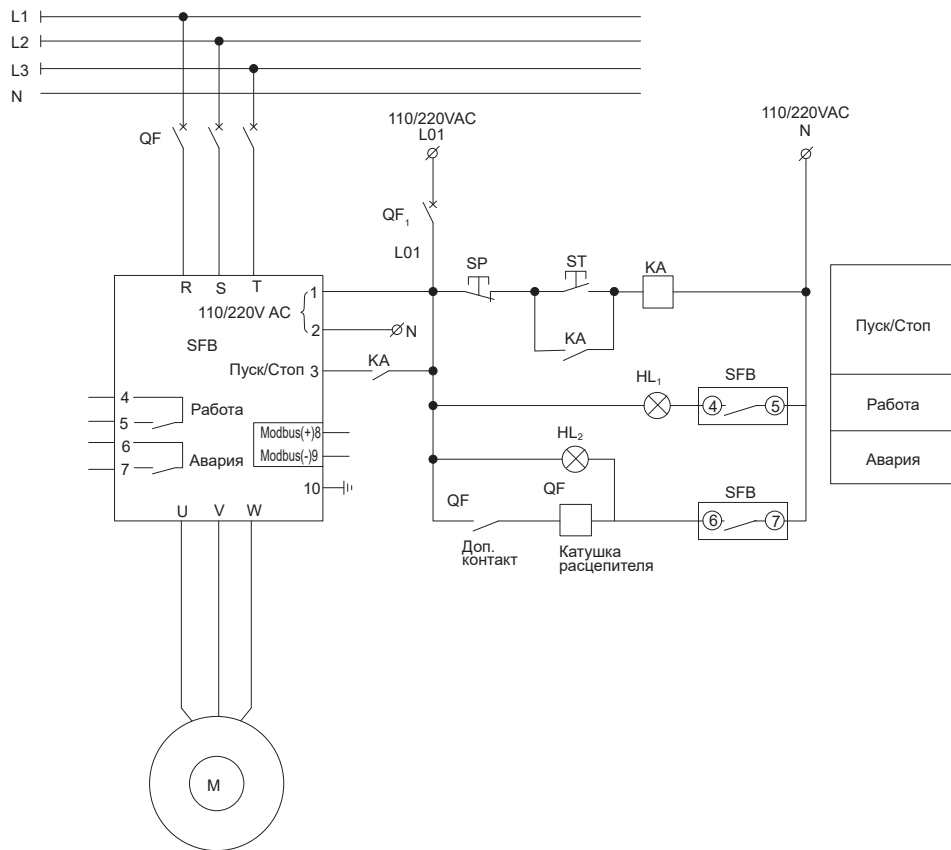 L1
L2
L3
N
110/220VAC
L01
110/220VAC
N
QF
QF₁
L01
SP
ST
KA
R S T
1
110/220V AC
2
N
SFB
KA
Пуск/Стоп 3
KA
Пуск/Стоп
HL₁
SFB
4
5
Работа
4
Работа
5
6
Авария
7
Modbus(+)8
Modbus(-)9
10
HL₂
Авария
QF
QF
SFB
6
7
Доп.
контакт
Катушка
расцепителя
U V W
M